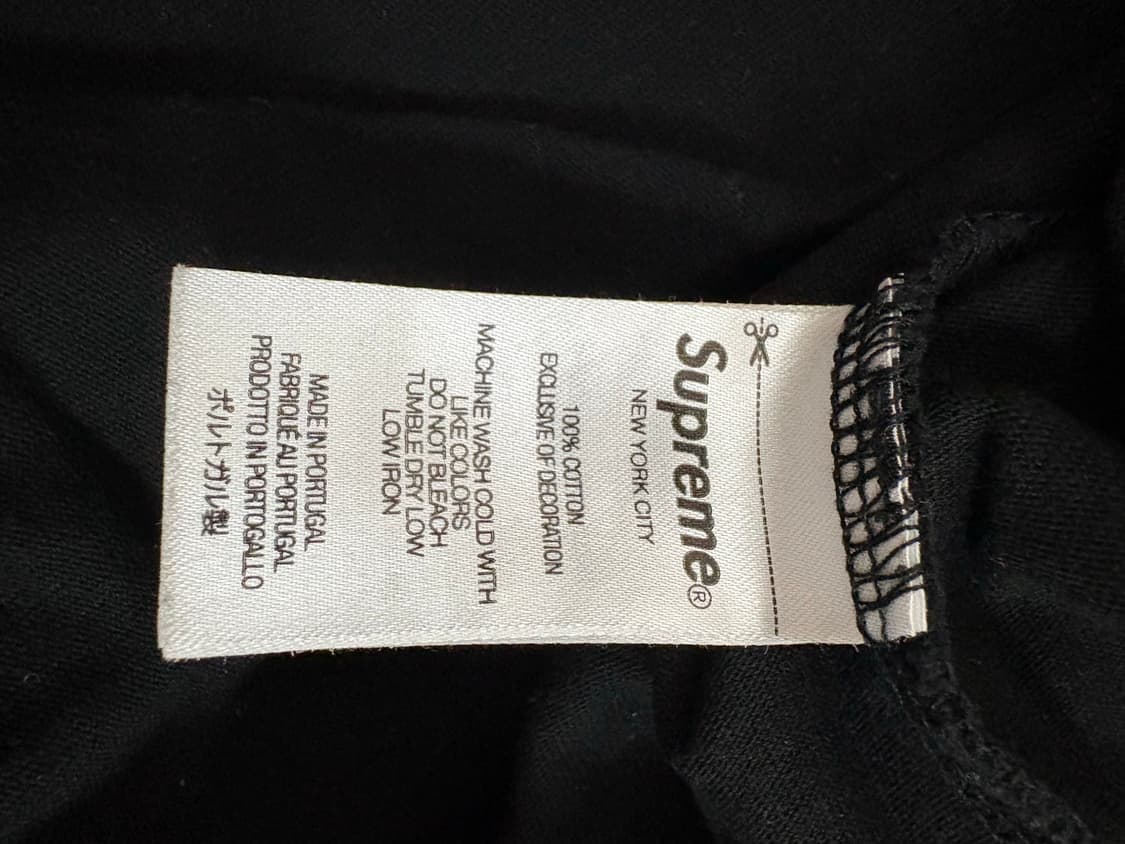 Supreme®
NEW YORK CITY
100% COTTON
EXCLUSIVE OF DECORATION
MACHINE WASH COLD WITH
LIKE COLORS
DO NOT BLEACH
TUMBLE DRY LOW
LOW IRON
MADE IN PORTUGAL
FABRIQUÉ AU PORTUGAL
PRODOTTO IN PORTOGALLO
ポルトガル製